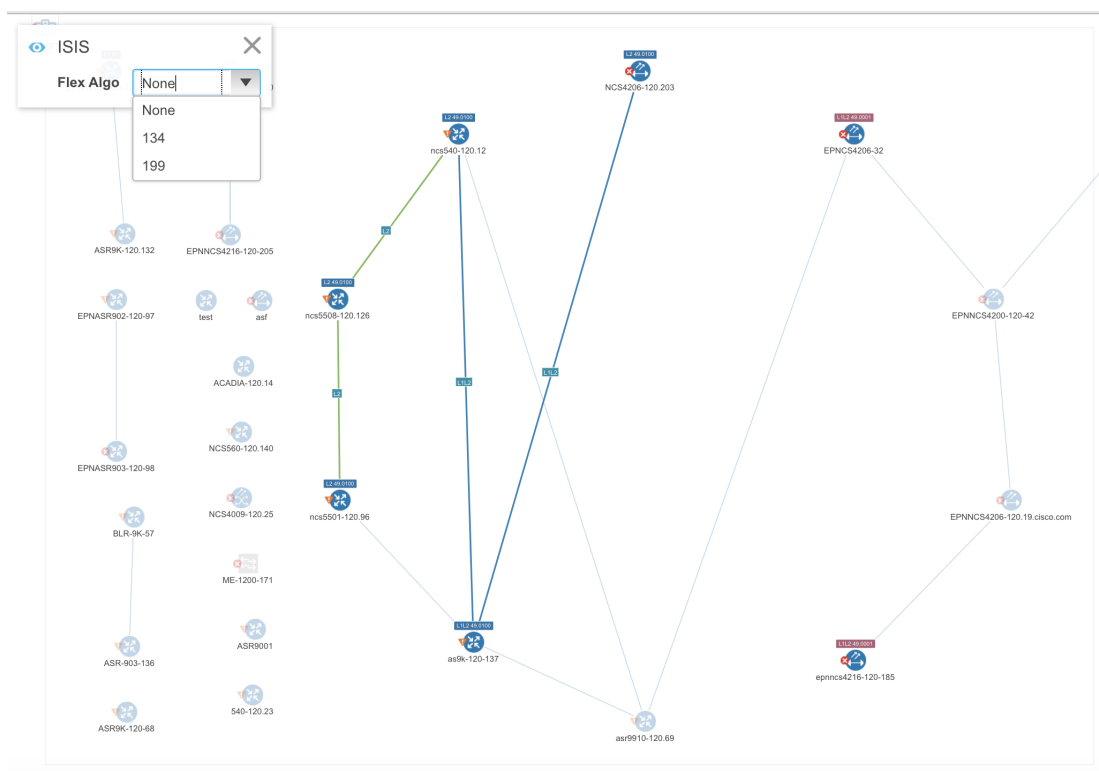 ISIS
Flex Algo
None
None
134
199
L2 49.0100
NCS4206-120.203
L2 49.0100
ncs540-120.12
L1L2 49.0001
EPNCS4206-32
L2
ASR9K-120.132
EPNNCS4216-120-205
L2 49.0100
ncs5508-120.126
EPNASR902-120-97
test
asf
EPNNCS4200-120-42
L1L2
L1L2
ACADIA-120.14
L2
NCS560-120.140
EPNASR903-120-98
L2 49.0100
ncs5501-120.96
NCS4009-120.25
EPNNCS4206-120.19.cisco.com
BLR-9K-57
ME-1200-171
L1L2 49.0100
as9k-120-137
ASR9001
L1L2 49.0001
epnncs4216-120-185
ASR-903-136
540-120.23
ASR9K-120-68
asr9910-120.69